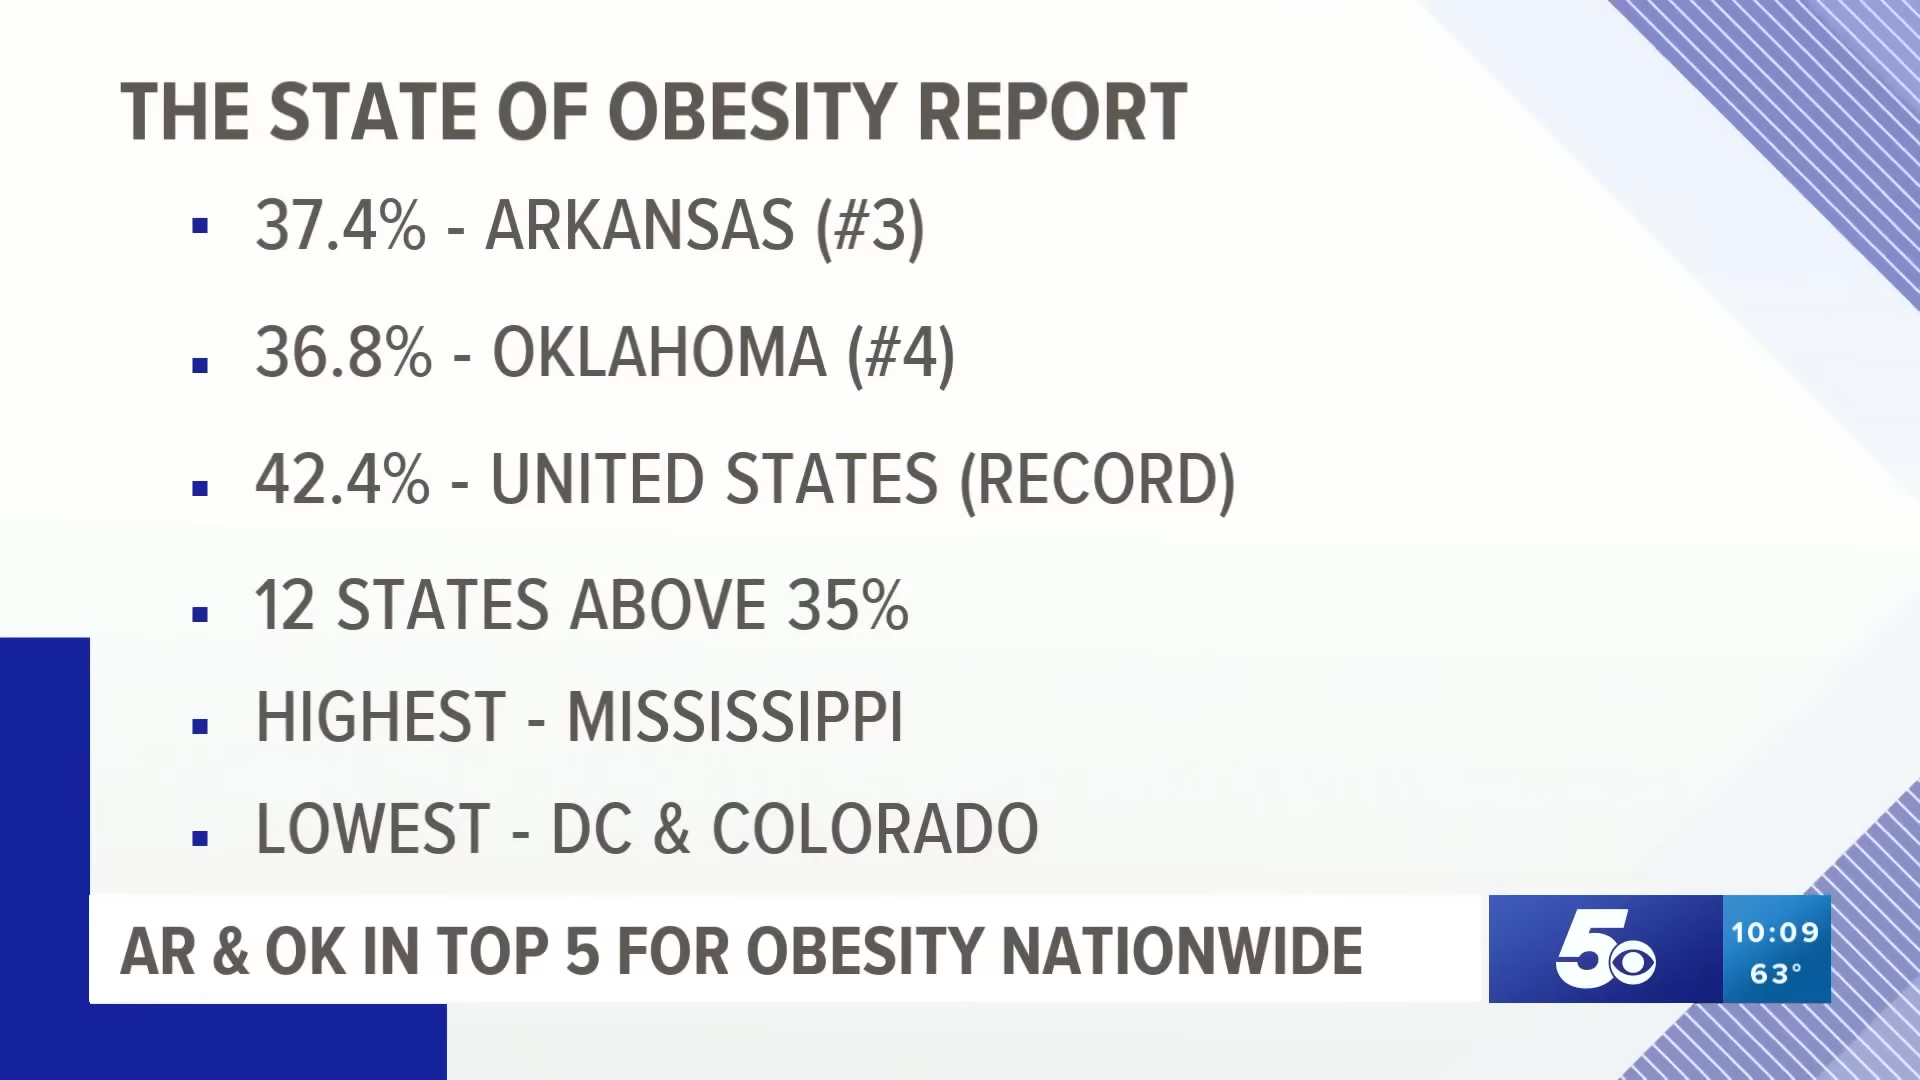 THE STATE OF OBESITY REPORT
37.4% - ARKANSAS (#3)
36.8% - OKLAHOMA (#4)
42.4% - UNITED STATES (RECORD)
12 STATES ABOVE 35%
HIGHEST - MISSISSIPPI
LOWEST - DC & COLORADO
AR & OK IN TOP 5 FOR OBESITY NATIONWIDE
5
10:09
63°